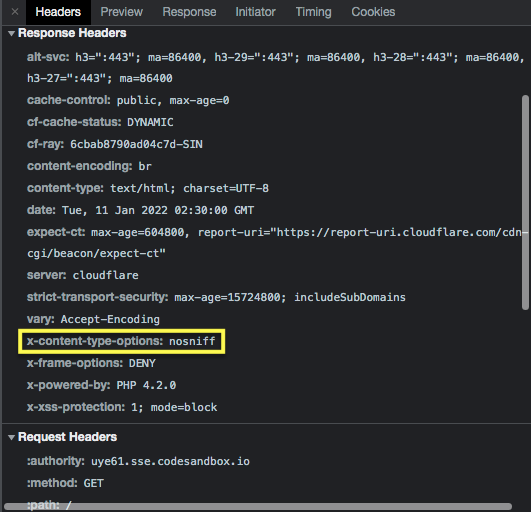 × Headers Preview Response Initiator Timing Cookies
▼ Response Headers
alt-svc: h3=":443"; ma=86400, h3-29=":443"; ma=86400, h3-28=":443"; ma=86400,
h3-27=":443"; ma=86400
cache-control: public, max-age=0
cf-cache-status: DYNAMIC
cf-ray: 6cbab8790ad04c7d-SIN
content-encoding: br
content-type: text/html; charset=UTF-8
date: Tue, 11 Jan 2022 02:30:00 GMT
expect-ct: max-age=604800, report-uri="https://report-uri.cloudflare.com/cdn-
cgi/beacon/expect-ct"
server: cloudflare
strict-transport-security: max-age=15724800; includeSubDomains
vary: Accept-Encoding
x-content-type-options: nosniff
x-frame-options: DENY
x-powered-by: PHP 4.2.0
x-xss-protection: 1; mode=block
▼ Request Headers
:authority: uye61.sse.codesandbox.io
:method: GET
:path: /